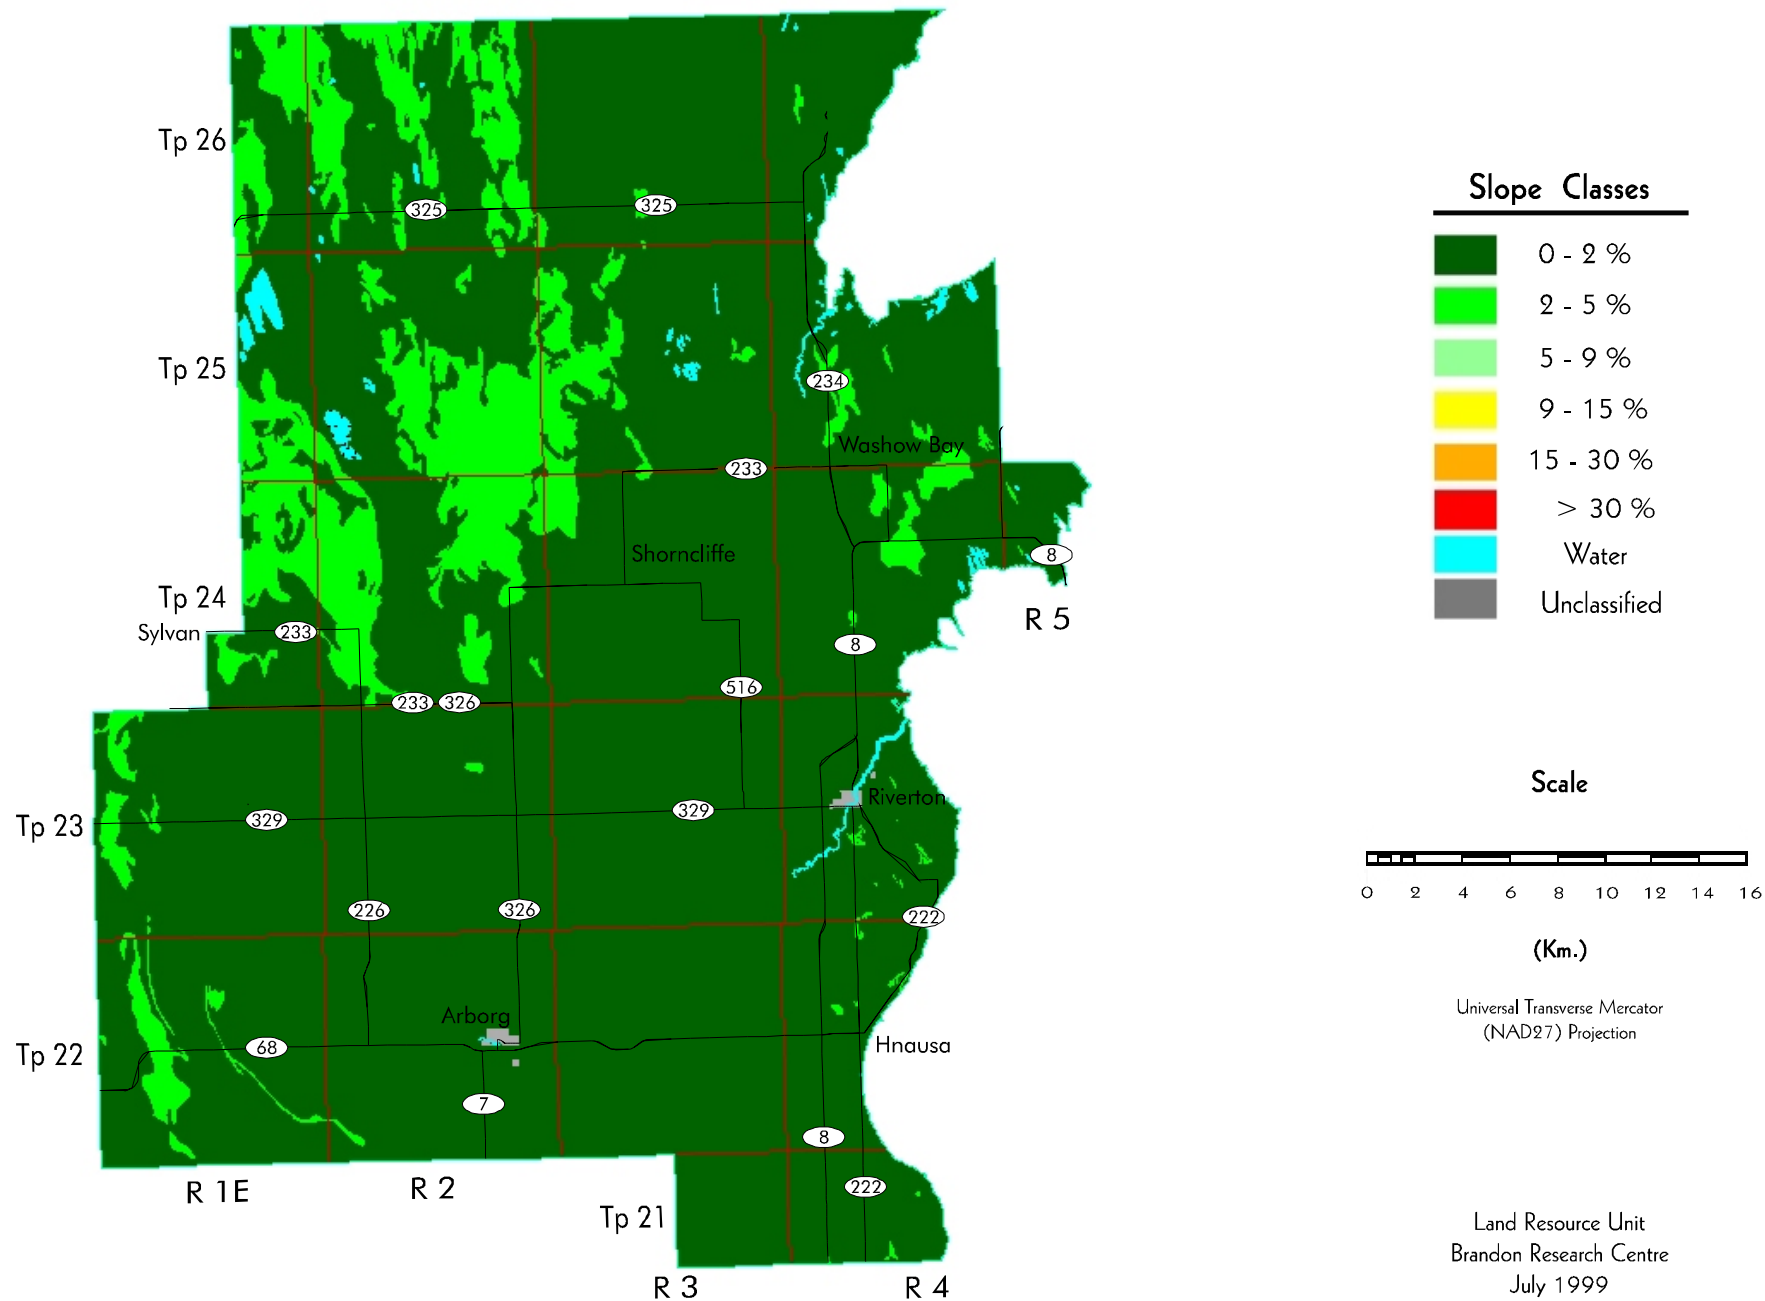 Tp 26
325
325
Tp 25
234
Washow Bay
233
Shorncliffe
8
Tp 24
R 5
Sylvan
233
8
516
233
326
Riverton
329
329
Tp 23
226
326
222
Arborg
68
Hnausa
Tp 22
7
8
R 1E
R 2
222
Tp 21
R 3
R 4
Slope Classes
0 - 2 %
2 - 5 %
5 - 9 %
9 - 15 %
15 - 30 %
> 30 %
Water
Unclassified
Scale
0 2 4 6 8 10 12 14 16
(Km.)
Universal Transverse Mercator
(NAD27) Projection
Land Resource Unit
Brandon Research Centre
July 1999